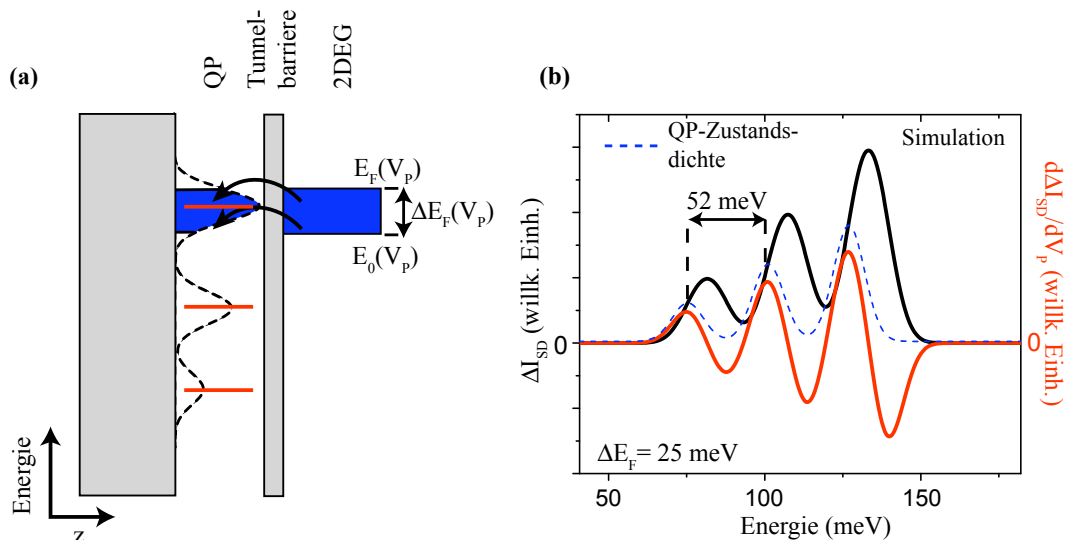 (a)
QP
Tunnel-
barriere
2DEG
E_F(V_P)
ΔE_F(V_P)
E_0(V_P)
Energie
z
(b)
QP-Zustands-
dichte
Simulation
52 meV
ΔI_SD (willk. Einh.)
0
dΔI_SD/dV_P (willk. Einh.)
0
ΔE_F= 25 meV
50
100
150
Energie (meV)